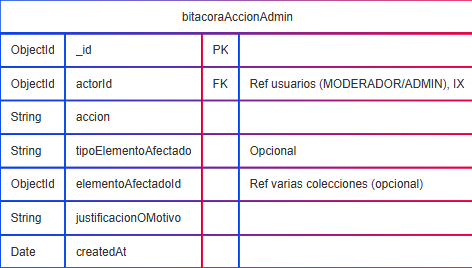 bitacoraAccionAdmin
ObjectId _id PK
ObjectId actorId FK Ref usuarios (MODERADOR/ADMIN), IX
String accion
String tipoElementoAfectado Opcional
ObjectId elementoAfectadoId Ref varias colecciones (opcional)
String justificacionOMotivo
Date createdAt